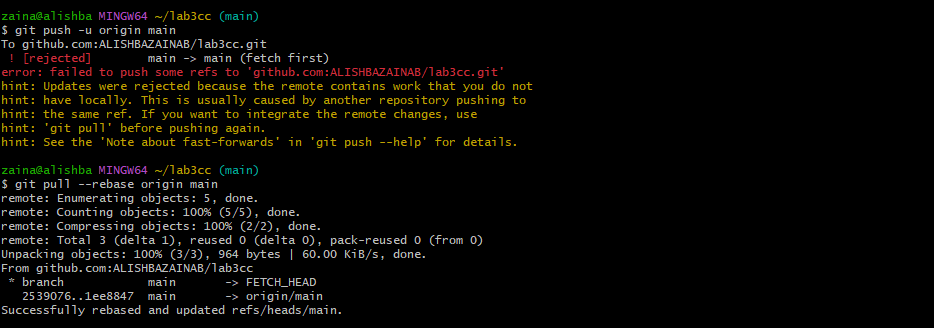 zaina@alishba MINGW64 ~/lab3cc (main)
$ git push -u origin main
To github.com:ALISHBAZAINAB/lab3cc.git
 ! [rejected]        main -> main (fetch first)
error: failed to push some refs to 'github.com:ALISHBAZAINAB/lab3cc.git'
hint: Updates were rejected because the remote contains work that you do not
hint: have locally. This is usually caused by another repository pushing to
hint: the same ref. If you want to integrate the remote changes, use
hint: 'git pull' before pushing again.
hint: See the 'Note about fast-forwards' in 'git push --help' for details.
zaina@alishba MINGW64 ~/lab3cc (main)
$ git pull --rebase origin main
remote: Enumerating objects: 5, done.
remote: Counting objects: 100% (5/5), done.
remote: Compressing objects: 100% (2/2), done.
remote: Total 3 (delta 1), reused 0 (delta 0), pack-reused 0 (from 0)
Unpacking objects: 100% (3/3), 964 bytes | 60.00 KiB/s, done.
From github.com:ALISHBAZAINAB/lab3cc
 * branch            main       -> FETCH_HEAD
   2539076..1ee8847  main       -> origin/main
Successfully rebased and updated refs/heads/main.